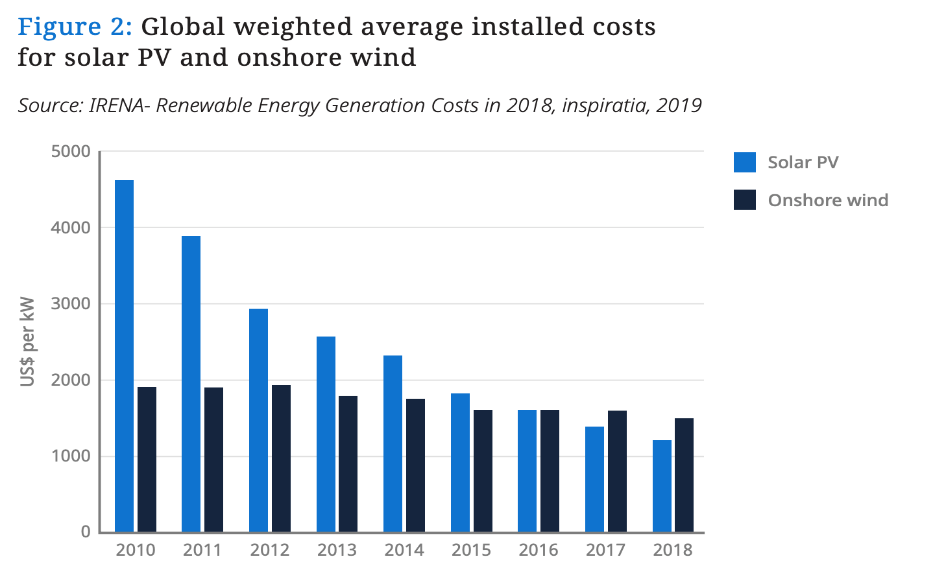 Figure 2: Global weighted average installed costs
for solar PV and onshore wind
Source: IRENA- Renewable Energy Generation Costs in 2018, inspiratia, 2019
5000
4000
3000
2000
1000
0
US$ per kW
2010 2011 2012 2013 2014 2015 2016 2017 2018
Solar PV
Onshore wind